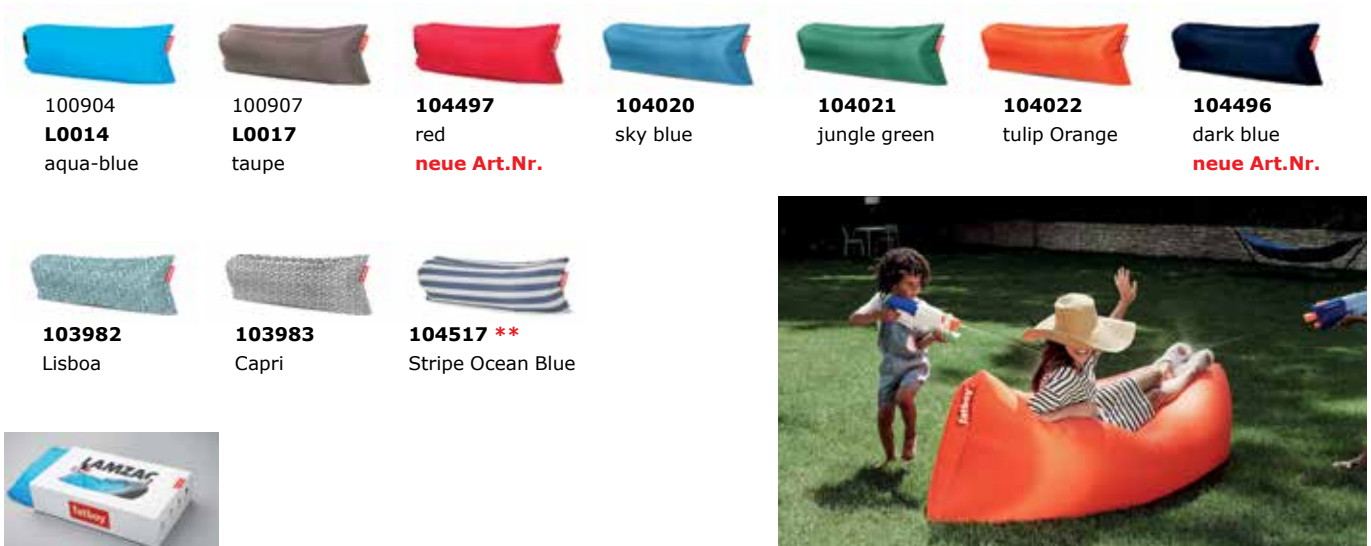 100904
L0014
aqua-blue
100907
L0017
taupe
104497
red
neue Art.Nr.
104020
sky blue
104021
jungle green
104022
tulip Orange
104496
dark blue
neue Art.Nr.
103982
Lisboa
103983
Capri
104517 **
Stripe Ocean Blue
LAMZAC
fatboy
fatboy